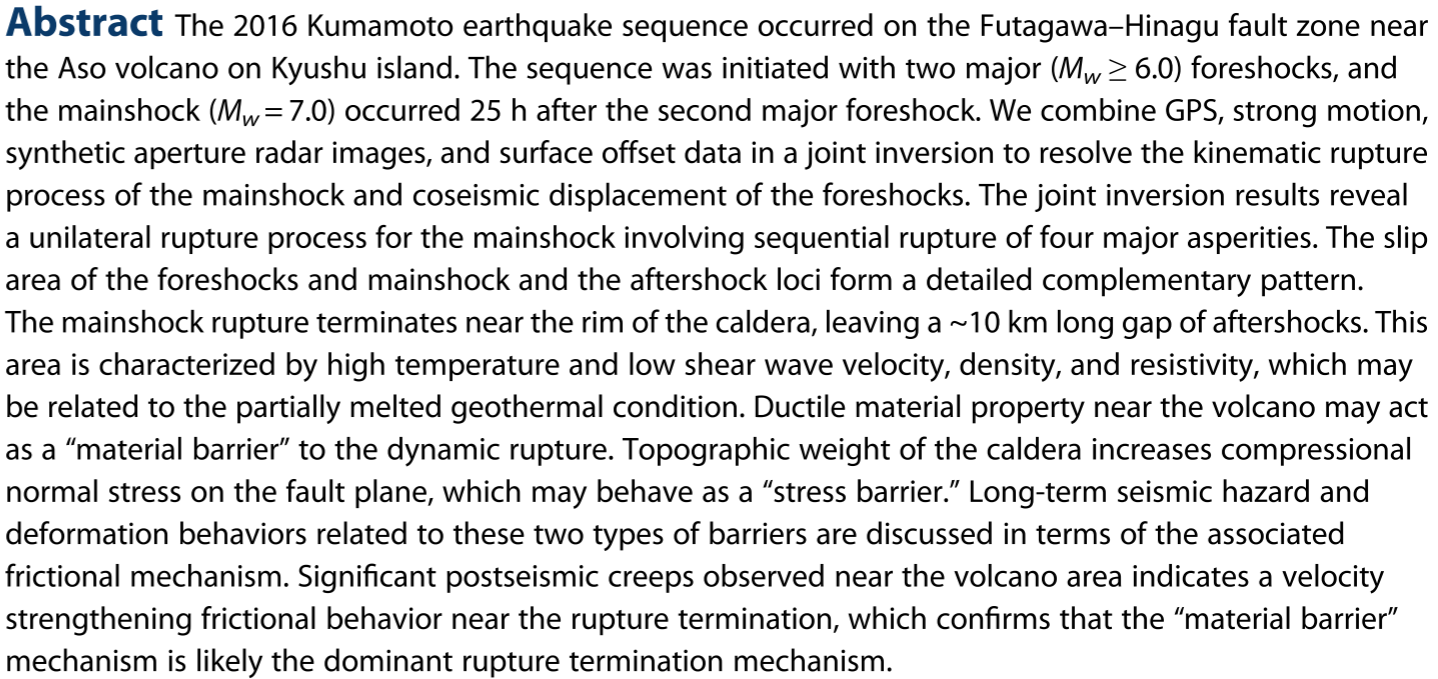 Abstract The 2016 Kumamoto earthquake sequence occurred on the Futagawa–Hinagu fault zone near
the Aso volcano on Kyushu island. The sequence was initiated with two major (Mw ≥ 6.0) foreshocks, and
the mainshock (Mw = 7.0) occurred 25 h after the second major foreshock. We combine GPS, strong motion,
synthetic aperture radar images, and surface offset data in a joint inversion to resolve the kinematic rupture
process of the mainshock and coseismic displacement of the foreshocks. The joint inversion results reveal
a unilateral rupture process for the mainshock involving sequential rupture of four major asperities. The slip
area of the foreshocks and mainshock and the aftershock loci form a detailed complementary pattern.
The mainshock rupture terminates near the rim of the caldera, leaving a ~10 km long gap of aftershocks. This
area is characterized by high temperature and low shear wave velocity, density, and resistivity, which may
be related to the partially melted geothermal condition. Ductile material property near the volcano may act
as a “material barrier” to the dynamic rupture. Topographic weight of the caldera increases compressional
normal stress on the fault plane, which may behave as a “stress barrier.” Long-term seismic hazard and
deformation behaviors related to these two types of barriers are discussed in terms of the associated
frictional mechanism. Significant postseismic creeps observed near the volcano area indicates a velocity
strengthening frictional behavior near the rupture termination, which confirms that the “material barrier”
mechanism is likely the dominant rupture termination mechanism.